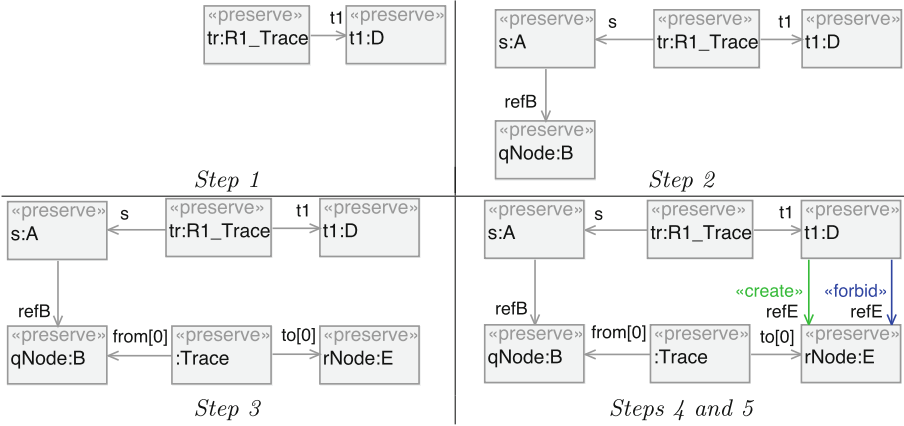 «preserve» «preserve»
tr:R1_Trace t1 t1:D
Step 1
«preserve» «preserve» «preserve»
s:A s tr:R1_Trace t1 t1:D
refB
«preserve»
qNode:B
Step 2
«preserve» «preserve» «preserve»
s:A s tr:R1_Trace t1 t1:D
refB
«preserve» «preserve» «preserve»
qNode:B from[0] :Trace to[0] rNode:E
Step 3
«preserve» «preserve» «preserve»
s:A s tr:R1_Trace t1 t1:D
«create» «forbid»
refB refE refE
«preserve» «preserve» «preserve»
qNode:B from[0] :Trace to[0] rNode:E
Steps 4 and 5